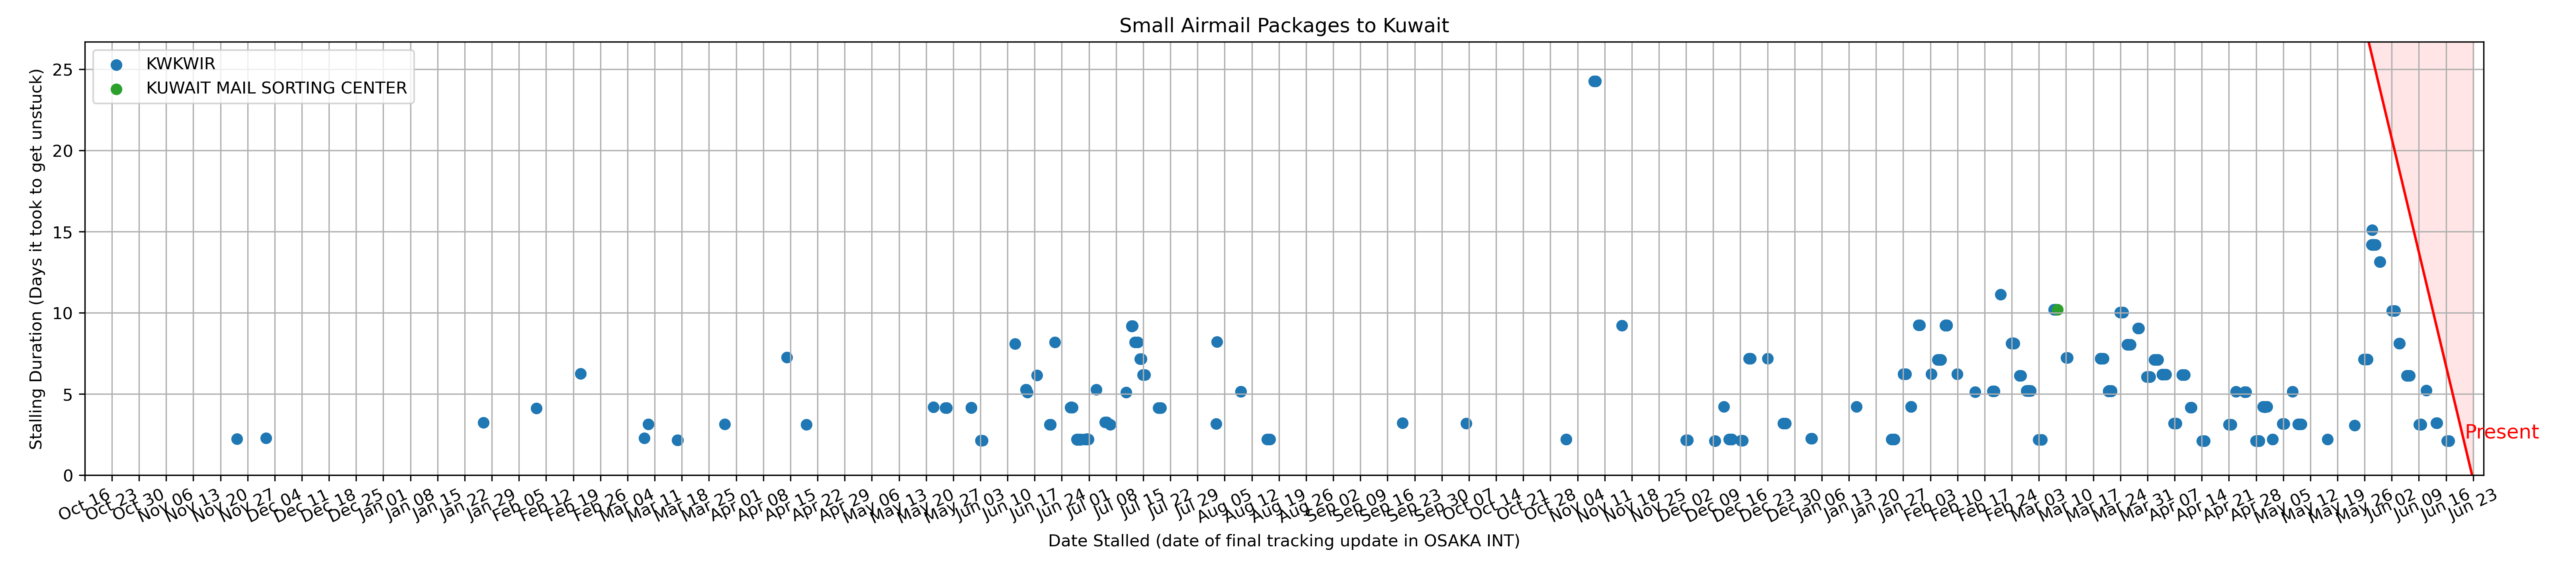 Small Airmail Packages to Kuwait
KWKWIR
KUWAIT MAIL SORTING CENTER
Stalling Duration (Days it took to get unstuck)
25
20
15
10
5
0
Present
Oct 16 Oct 23 Oct 30 Nov 06 Nov 13 Nov 20 Nov 27 Dec 04 Dec 11 Dec 18 Dec 25 Jan 01 Jan 08 Jan 15 Jan 22 Jan 29 Feb 05 Feb 12 Feb 19 Feb 26 Mar 04 Mar 11 Mar 18 Mar 25 Apr 01 Apr 08 Apr 15 Apr 22 Apr 29 May 06 May 13 May 20 May 27 Jun 03 Jun 10 Jun 17 Jun 24 Jul 01 Jul 08 Jul 15 Jul 22 Jul 29 Aug 05 Aug 12 Aug 19 Aug 26 Sep 02 Sep 09 Sep 16 Sep 23 Sep 30 Oct 07 Oct 14 Oct 21 Oct 28 Nov 04 Nov 11 Nov 18 Nov 25 Dec 02 Dec 09 Dec 16 Dec 23 Dec 30 Jan 06 Jan 13 Jan 20 Jan 27 Feb 03 Feb 10 Feb 17 Feb 24 Mar 03 Mar 10 Mar 17 Mar 24 Mar 31 Apr 07 Apr 14 Apr 21 Apr 28 May 05 May 12 May 19 May 26 Jun 02 Jun 09 Jun 16 Jun 23
Date Stalled (date of final tracking update in OSAKA INT)